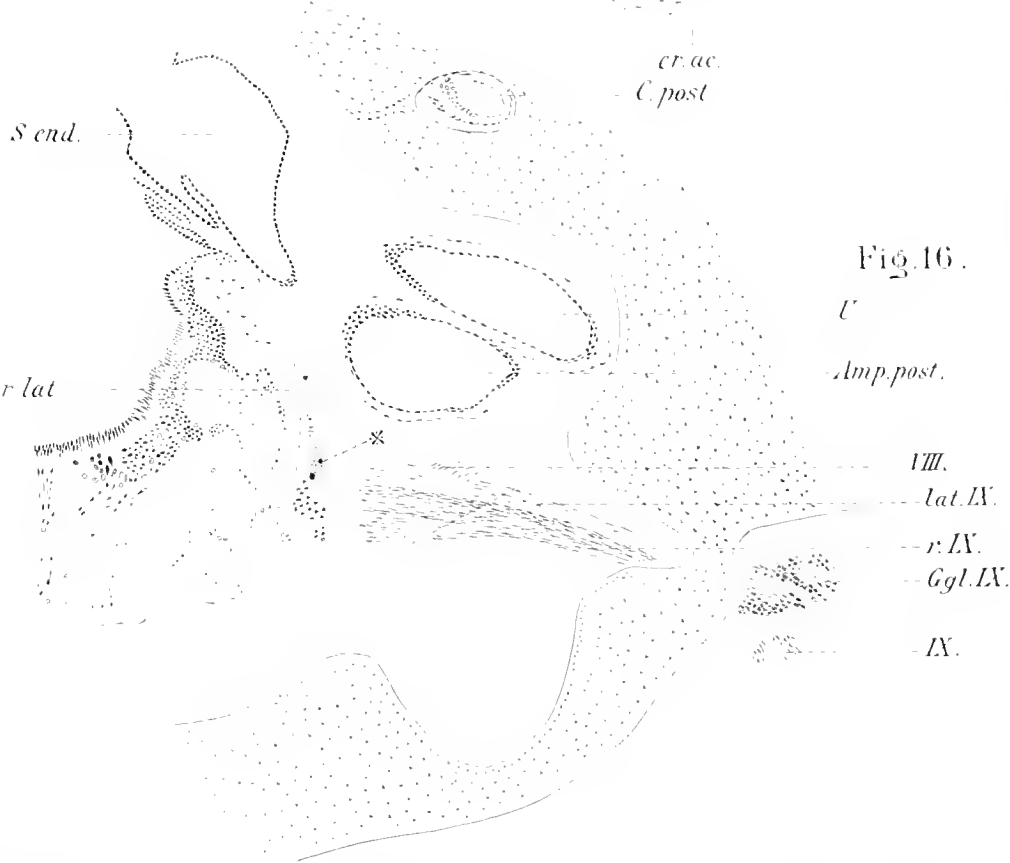 cr. ac.
C. post
S end.
Fig. 16.
U
r lat
Amp. post.
VIII.
lat. IX.
r. IX.
Ggl. IX.
IX.